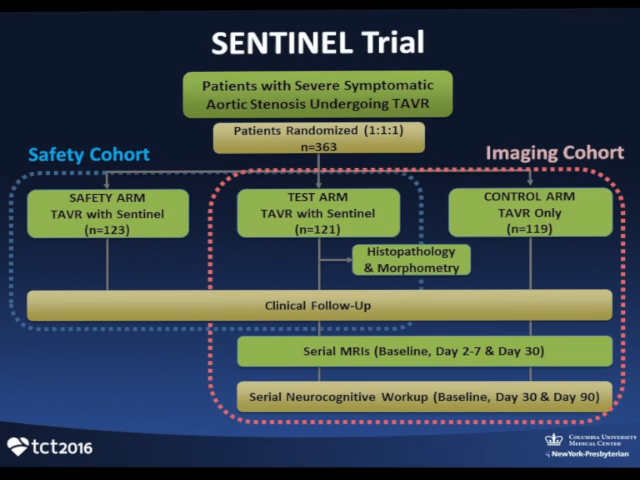 SENTINEL Trial
Patients with Severe Symptomatic
Aortic Stenosis Undergoing TAVR
Patients Randomized (1:1:1)
n=363
Safety Cohort
Imaging Cohort
SAFETY ARM
TAVR with Sentinel
(n=123)
TEST ARM
TAVR with Sentinel
(n=121)
CONTROL ARM
TAVR Only
(n=119)
Histopathology
& Morphometry
Clinical Follow-Up
Serial MRIs (Baseline, Day 2-7 & Day 30)
Serial Neurocognitive Workup (Baseline, Day 30 & Day 90)
tct2016
COLUMBIA UNIVERSITY
MEDICAL CENTER
NewYork-Presbyterian